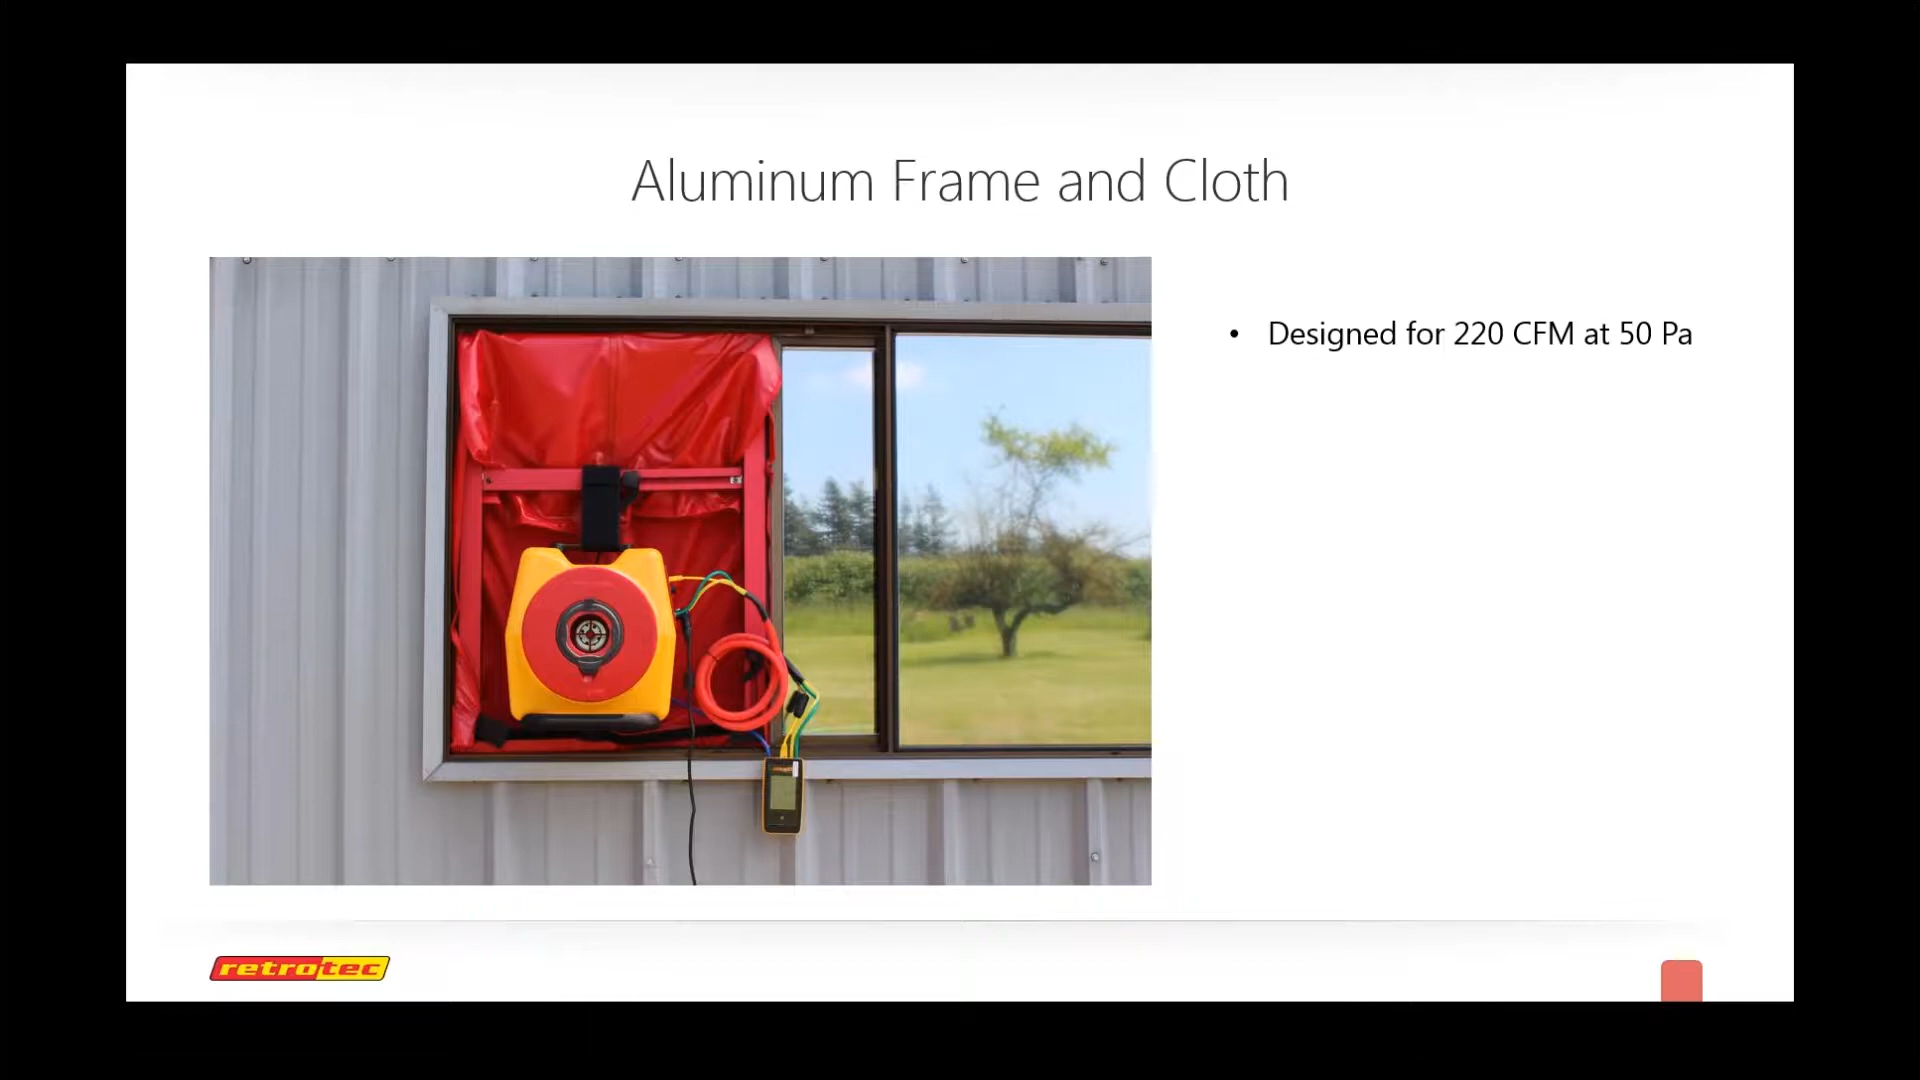 Aluminum Frame and Cloth
• Designed for 220 CFM at 50 Pa
retrotec